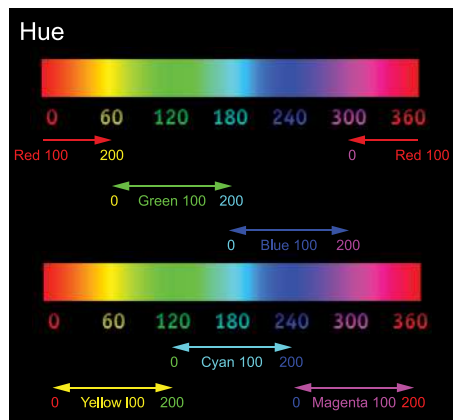 Hue
0 60 120 180 240 300 360
Red 100 200 0 Red 100
0 Green 100 200
0 Blue 100 200
0 60 120 180 240 300 360
0 Cyan 100 200
0 Yellow l00 200 0 Magenta 100 200